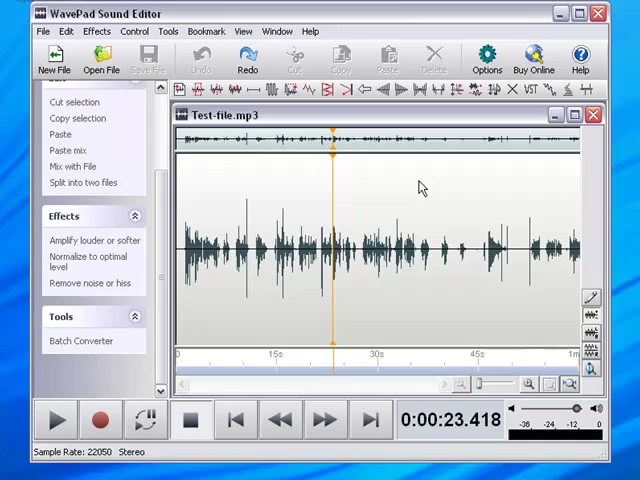 WavePad Sound Editor
File Edit Effects Control Tools Bookmark View Window Help
New File Open File Save File Undo Redo Cut Copy Paste Delete Options Buy Online Help
VST
Test-file.mp3
Cut selection
Copy selection
Paste
Paste mix
Mix with File
Split into two files
Effects
Amplify louder or softer
Normalize to optimal
level
Remove noise or hiss
Tools
Batch Converter
0 15s 30s 45s 1m
0:00:23.418
-36 -24 -12 0
Sample Rate: 22050 Stereo